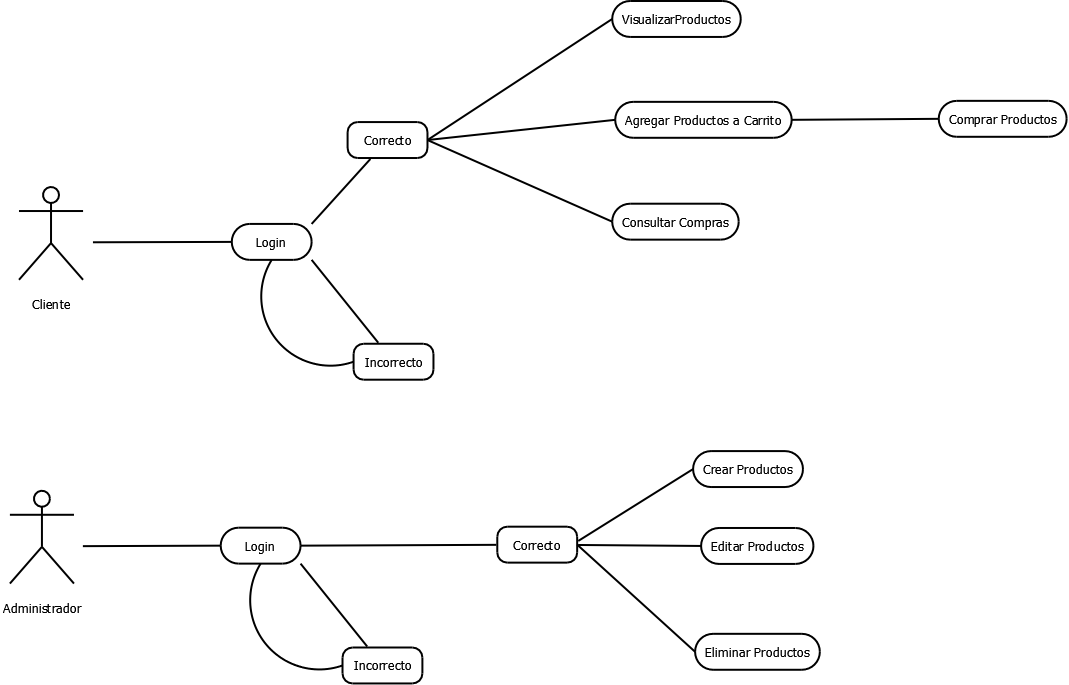 VisualizarProductos
Agregar Productos a Carrito
Comprar Productos
Correcto
Consultar Compras
Login
Cliente
Incorrecto
Crear Productos
Login
Correcto
Editar Productos
Administrador
Eliminar Productos
Incorrecto